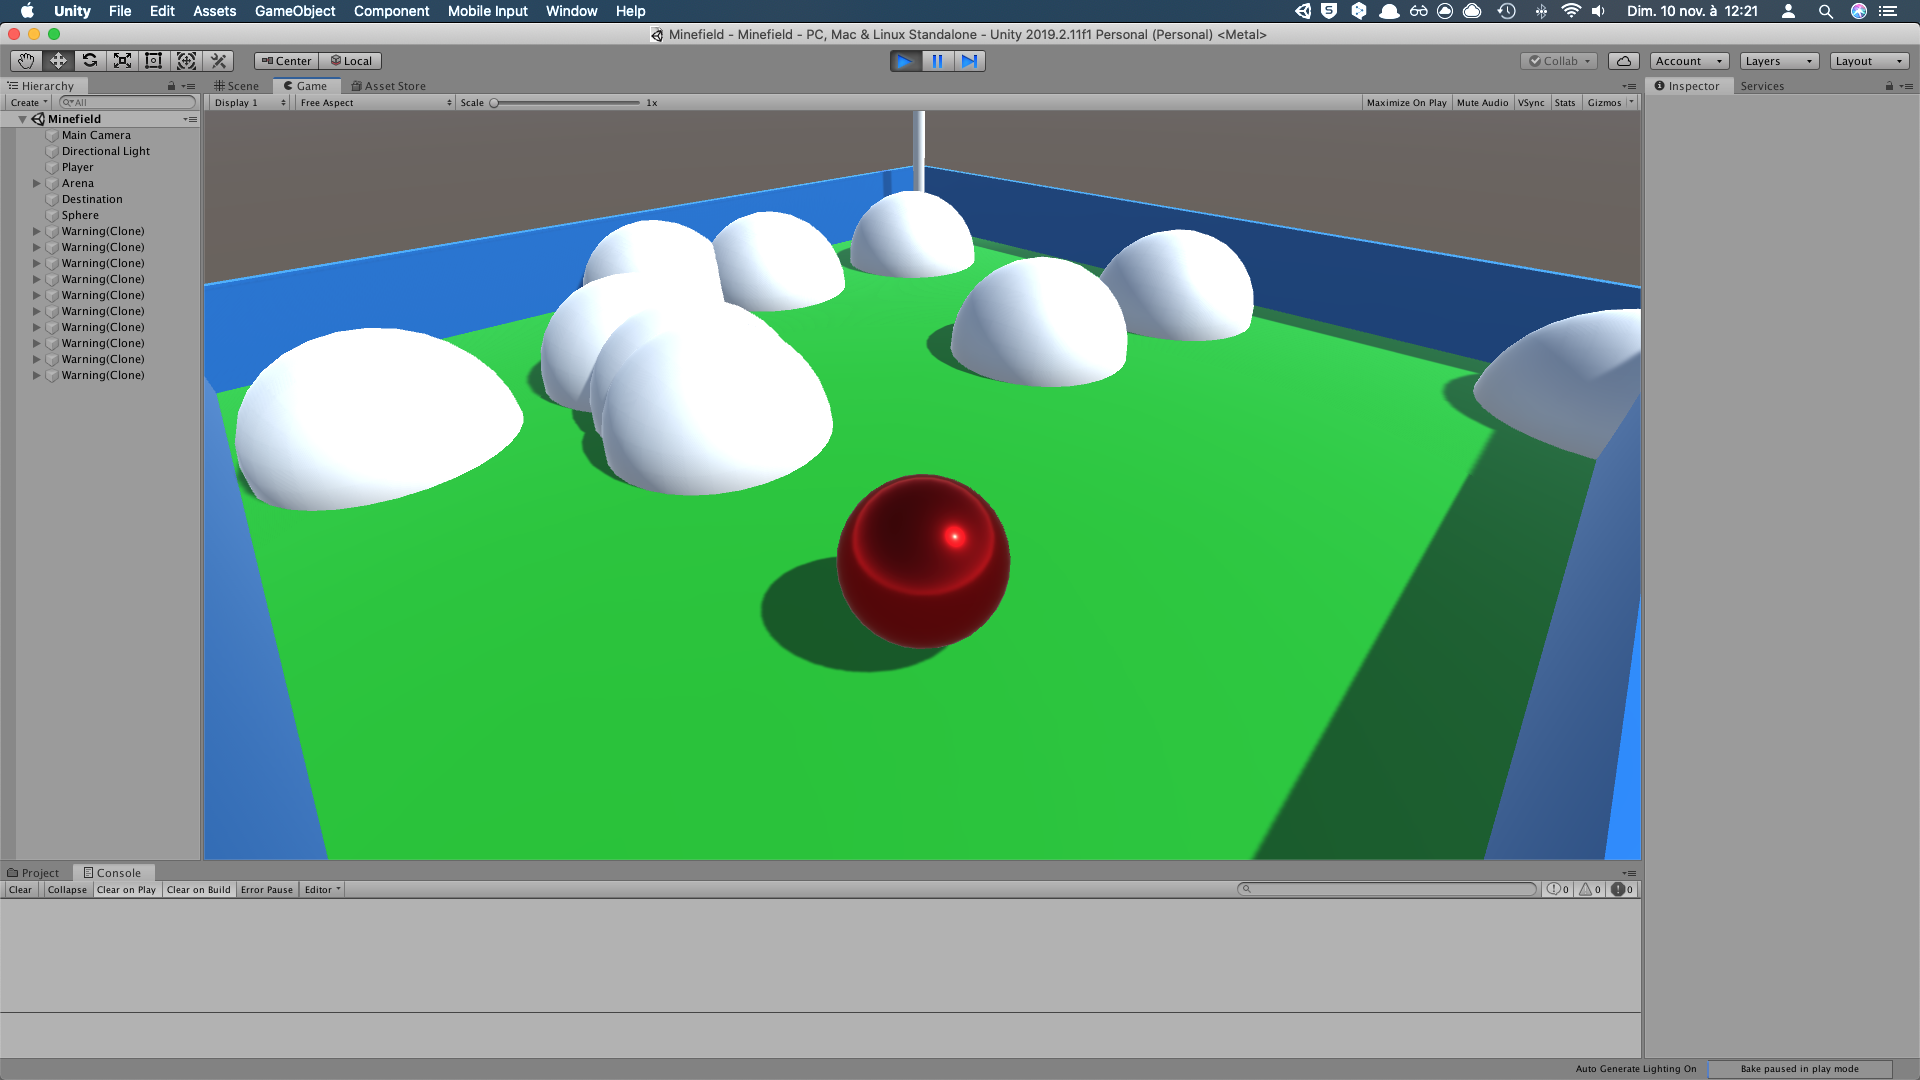 Unity File Edit Assets GameObject Component Mobile Input Window Help Dim. 10 nov. à 12:21
Minefield - Minefield - PC, Mac & Linux Standalone - Unity 2019.2.11f1 Personal (Personal) <Metal>
Center Local Collab Account Layers Layout
Hierarchy Scene Game Asset Store Inspector Services
Create All Display 1 Free Aspect Scale 1x Maximize On Play Mute Audio VSync Stats Gizmos
Minefield
Main Camera
Directional Light
Player
Arena
Destination
Sphere
Warning(Clone)
Warning(Clone)
Warning(Clone)
Warning(Clone)
Warning(Clone)
Warning(Clone)
Warning(Clone)
Warning(Clone)
Warning(Clone)
Warning(Clone)
Project Console
Clear Collapse Clear on Play Clear on Build Error Pause Editor 0 0 0
Auto Generate Lighting On Bake paused in play mode